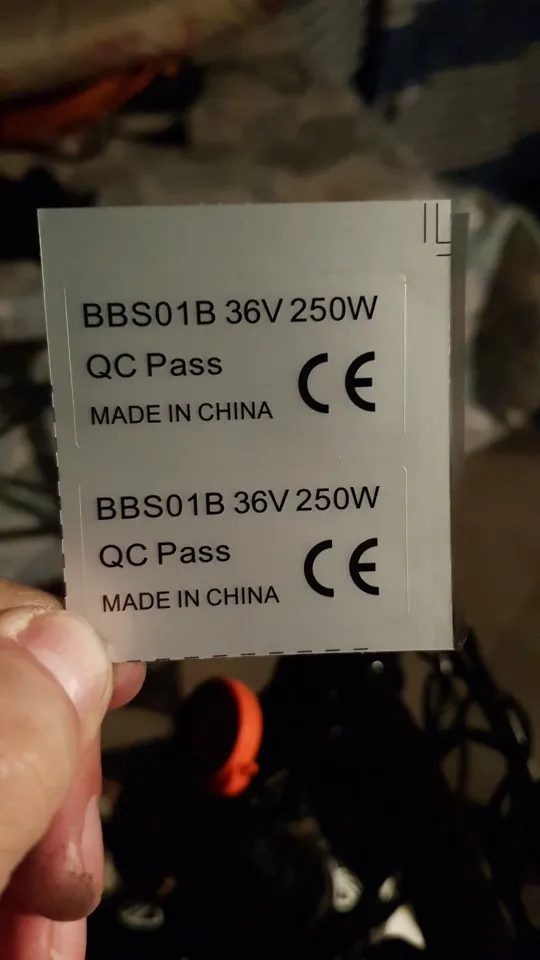 BBS01B 36V 250W
QC Pass
CE
MADE IN CHINA
BBS01B 36V 250W
QC Pass
CE
MADE IN CHINA